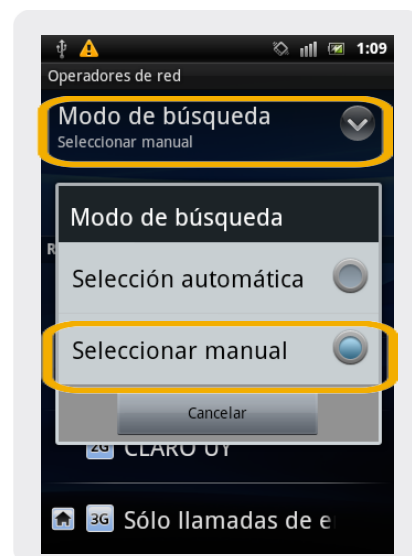 1:09
Operadores de red
Modo de búsqueda
Seleccionar manual
Modo de búsqueda
R
Selección automática
Seleccionar manual
Cancelar
2G CLARO UY
3G Sólo llamadas de e